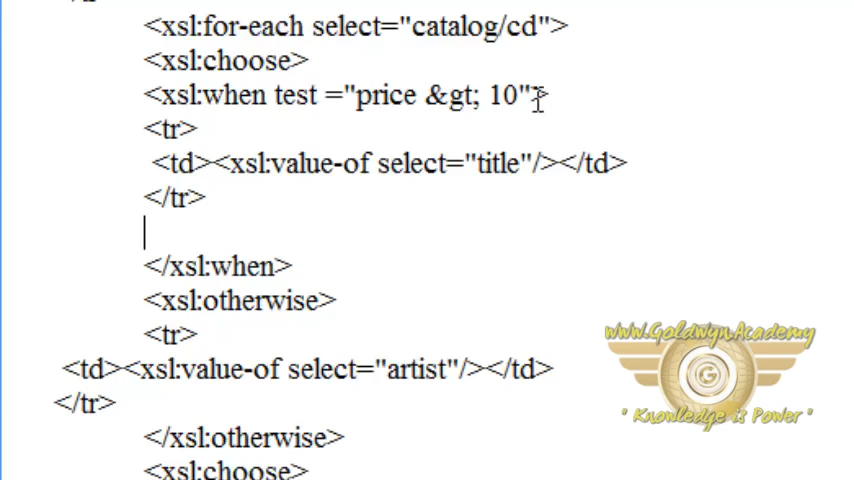 <xsl:for-each select="catalog/cd">
<xsl:choose>
<xsl:when test ="price &gt; 10">
<tr>
<td><xsl:value-of select="title"/></td>
</tr>
</xsl:when>
<xsl:otherwise>
<tr>
<td><xsl:value-of select="artist"/></td>
</tr>
</xsl:otherwise>
<xsl:choose>
www.GoldwynAcademy
G
" Knowledge is Power "